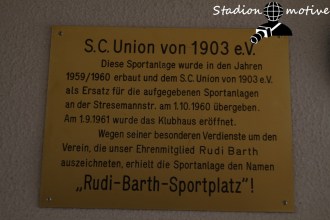 Stadion motive
S.C. Union von 1903 e.V.
Diese Sportanlage wurde in den Jahren
1959/1960 erbaut und dem S.C. Union von 1903 e.V.
als Ersatz für die aufgegebenen Sportanlagen
an der Stresemannstr. am 1.10.1960 übergeben.
Am 1.9.1961 wurde das Klubhaus eröffnet.
Wegen seiner besonderen Verdienste um den
Verein, die unser Ehrenmitglied Rudi Barth
auszeichneten, erhielt die Sportanlage den Namen
„Rudi-Barth-Sportplatz"!